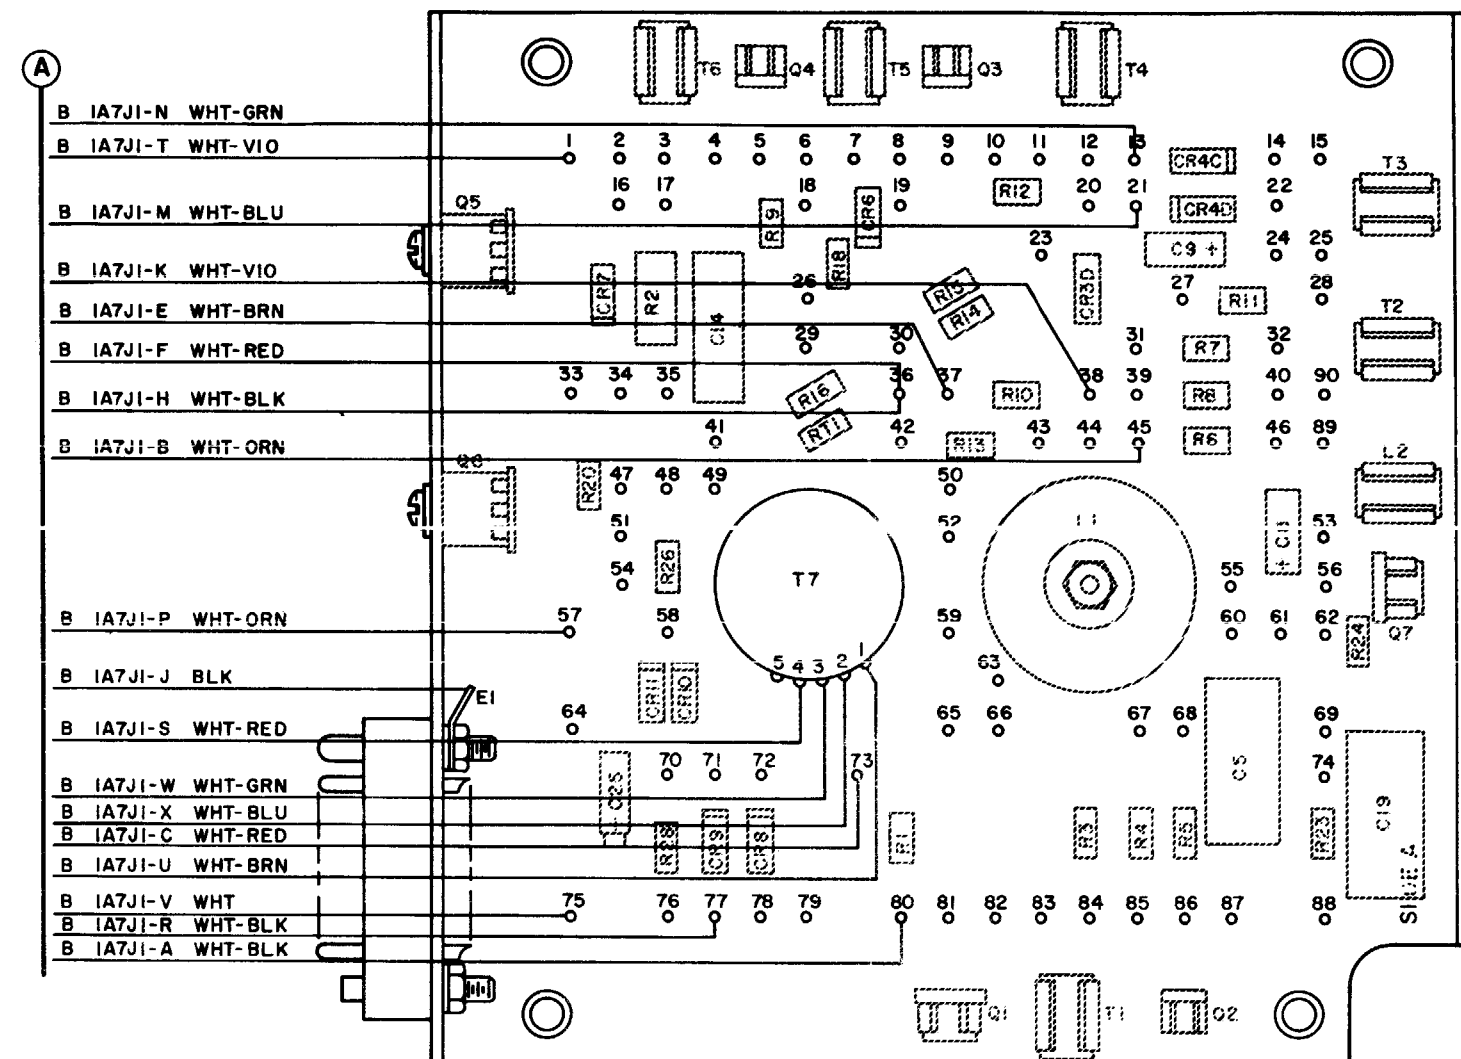 A
T6 Q4 T5 Q3 T4
B 1A7J1-N WHT-GRN
B 1A7J1-T WHT-VIO
1 2 3 4 5 6 7 8 9 10 11 12 13 CR4C 14 15
T3
16 17 18 19 R12 20 21 CR4D 22
Q5
R19 CR6
B 1A7J1-M WHT-BLU
23 C9 + 24 25
B 1A7J1-K WHT-VIO
CR7 R2 C14 26 R18 R15 CR3D 27 R11 28
R14
B 1A7J1-E WHT-BRN
T2
29 30 31 R7 32
B 1A7J1-F WHT-RED
33 34 35 R16 36 37 R10 38 39 R8 40 90
B 1A7J1-H WHT-BLK
RT1
41 42 R13 43 44 45 R6 46 89
B 1A7J1-B WHT-ORN
L2
R20 47 48 49 50
51 52 L1 + C11 53
T7
54 R26 55 56
B 1A7J1-P WHT-ORN
57 58 59 60 61 62 R24 Q7
5 4 3 2 1
63
B 1A7J1-J BLK
E1
CR11 CR10
64 65 66 67 68 69
B 1A7J1-S WHT-RED
70 71 72 73 74
C5
B 1A7J1-W WHT-GRN
+ C25
B 1A7J1-X WHT-BLU
C19
B 1A7J1-C WHT-RED
R28 CR9 CR8 R1 R3 R4 R5 R23
B 1A7J1-U WHT-BRN
SIDE A
B 1A7J1-V WHT
75 76 77 78 79 80 81 82 83 84 85 86 87 88
B 1A7J1-R WHT-BLK
B 1A7J1-A WHT-BLK
Q1 T1 Q2